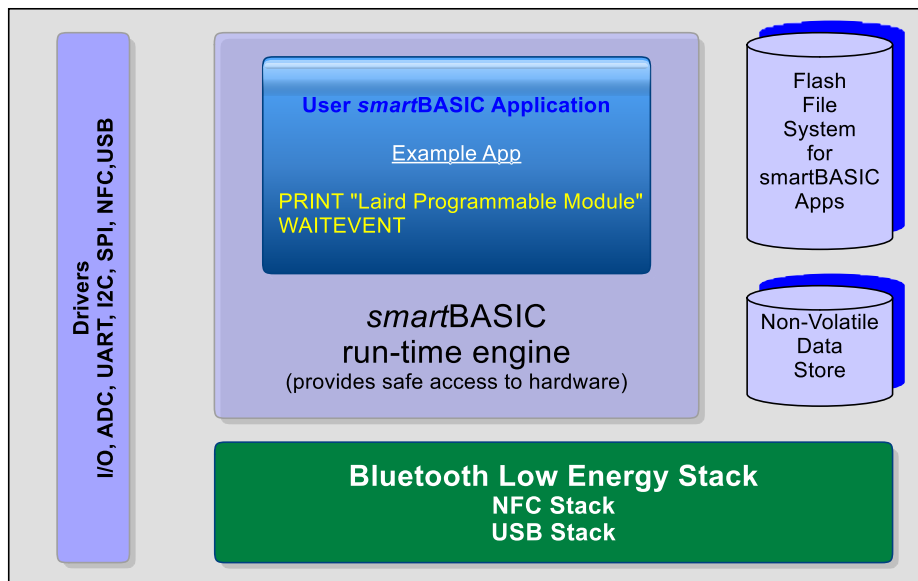 Drivers
I/O, ADC, UART, I2C, SPI, NFC,USB
User smartBASIC Application
Example App
PRINT "Laird Programmable Module"
WAITEVENT
smartBASIC
run-time engine
(provides safe access to hardware)
Flash
File
System
for
smartBASIC
Apps
Non-Volatile
Data
Store
Bluetooth Low Energy Stack
NFC Stack
USB Stack